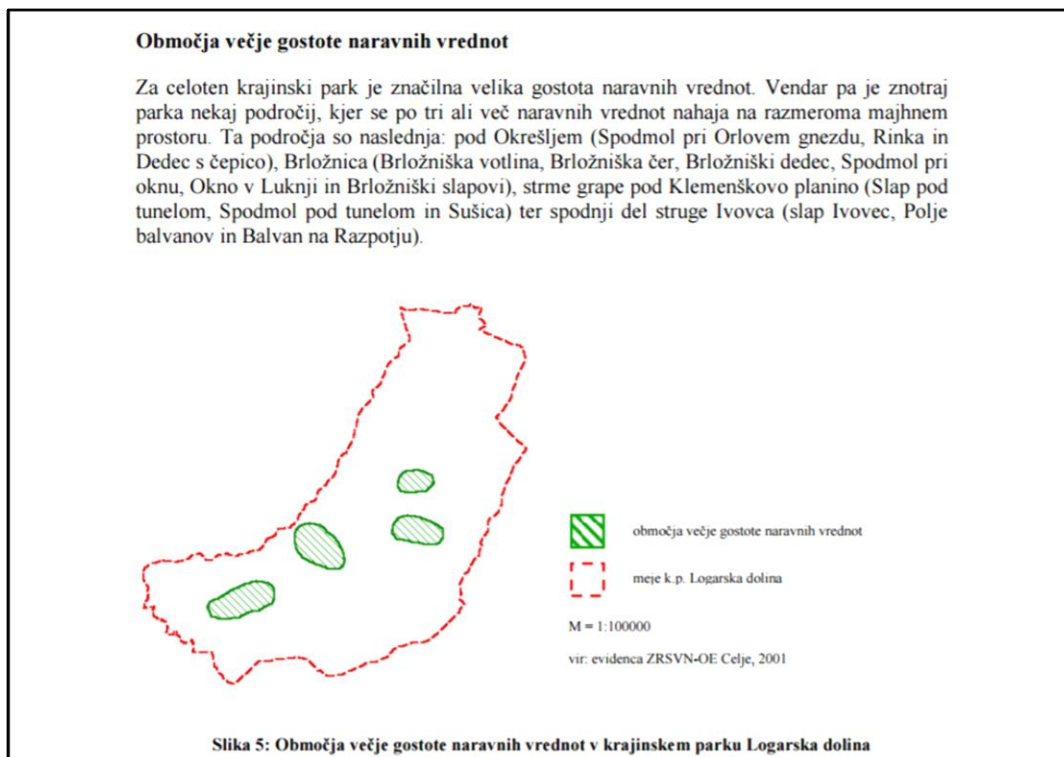 Območja večje gostote naravnih vrednot
Za celoten krajinski park je značilna velika gostota naravnih vrednot. Vendar pa je znotraj
parka nekaj področij, kjer se po tri ali več naravnih vrednot nahaja na razmeroma majhnem
prostoru. Ta področja so naslednja: pod Okrešljem (Spodmol pri Orlovem gnezdu, Rinka in
Dedec s čepico), Brložnica (Brložniška votlina, Brložniška čer, Brložniški dedec, Spodmol pri
oknu, Okno v Luknji in Brložniški slapovi), strme grape pod Klemenškovo planino (Slap pod
tunelom, Spodmol pod tunelom in Sušica) ter spodnji del struge Ivovca (slap Ivovec, Polje
balvanov in Balvan na Razpotju).
območja večje gostote naravnih vrednot
meje k.p. Logarska dolina
M = 1:100000
vir: evidenca ZRSVN-OE Celje, 2001
Slika 5: Območja večje gostote naravnih vrednot v krajinskem parku Logarska dolina